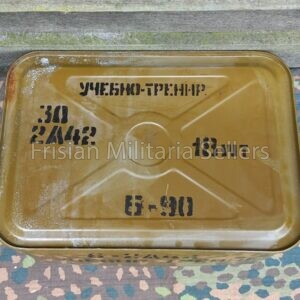 УЧЕБНО-ТРЕНИР.
30
2А42
18шт
Frisian Militaria Sellers
Б-90